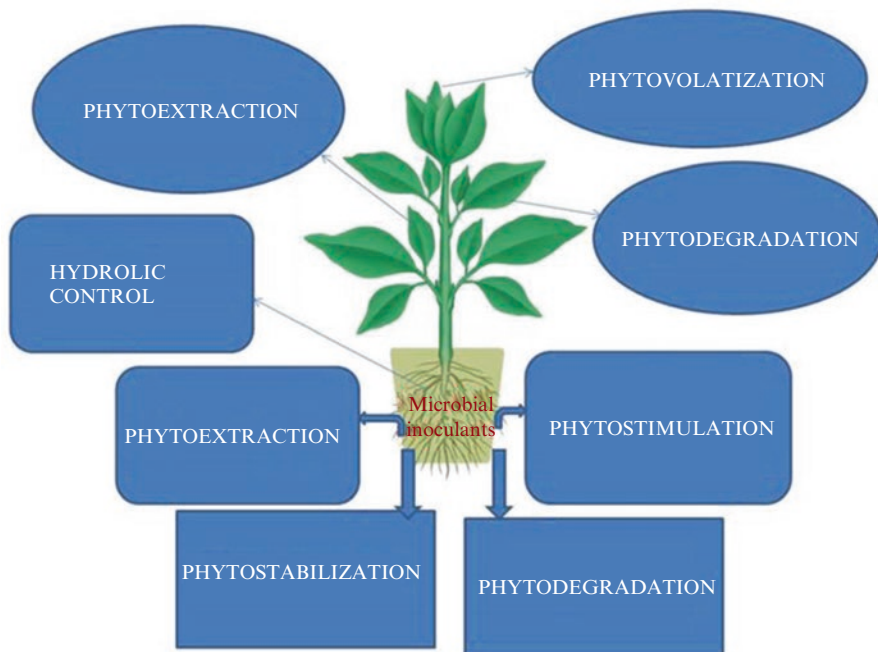 PHYTOEXTRACTION
PHYTOVOLATIZATION
PHYTODEGRADATION
HYDROLIC
CONTROL
Microbial
inoculants
PHYTOEXTRACTION
PHYTOSTIMULATION
PHYTOSTABILIZATION
PHYTODEGRADATION